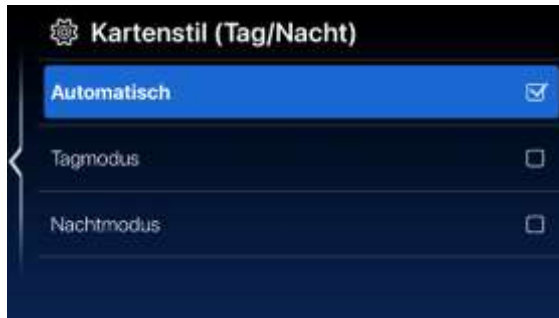 Kartenstil (Tag/Nacht)
Automatisch
Tagmodus
Nachtmodus